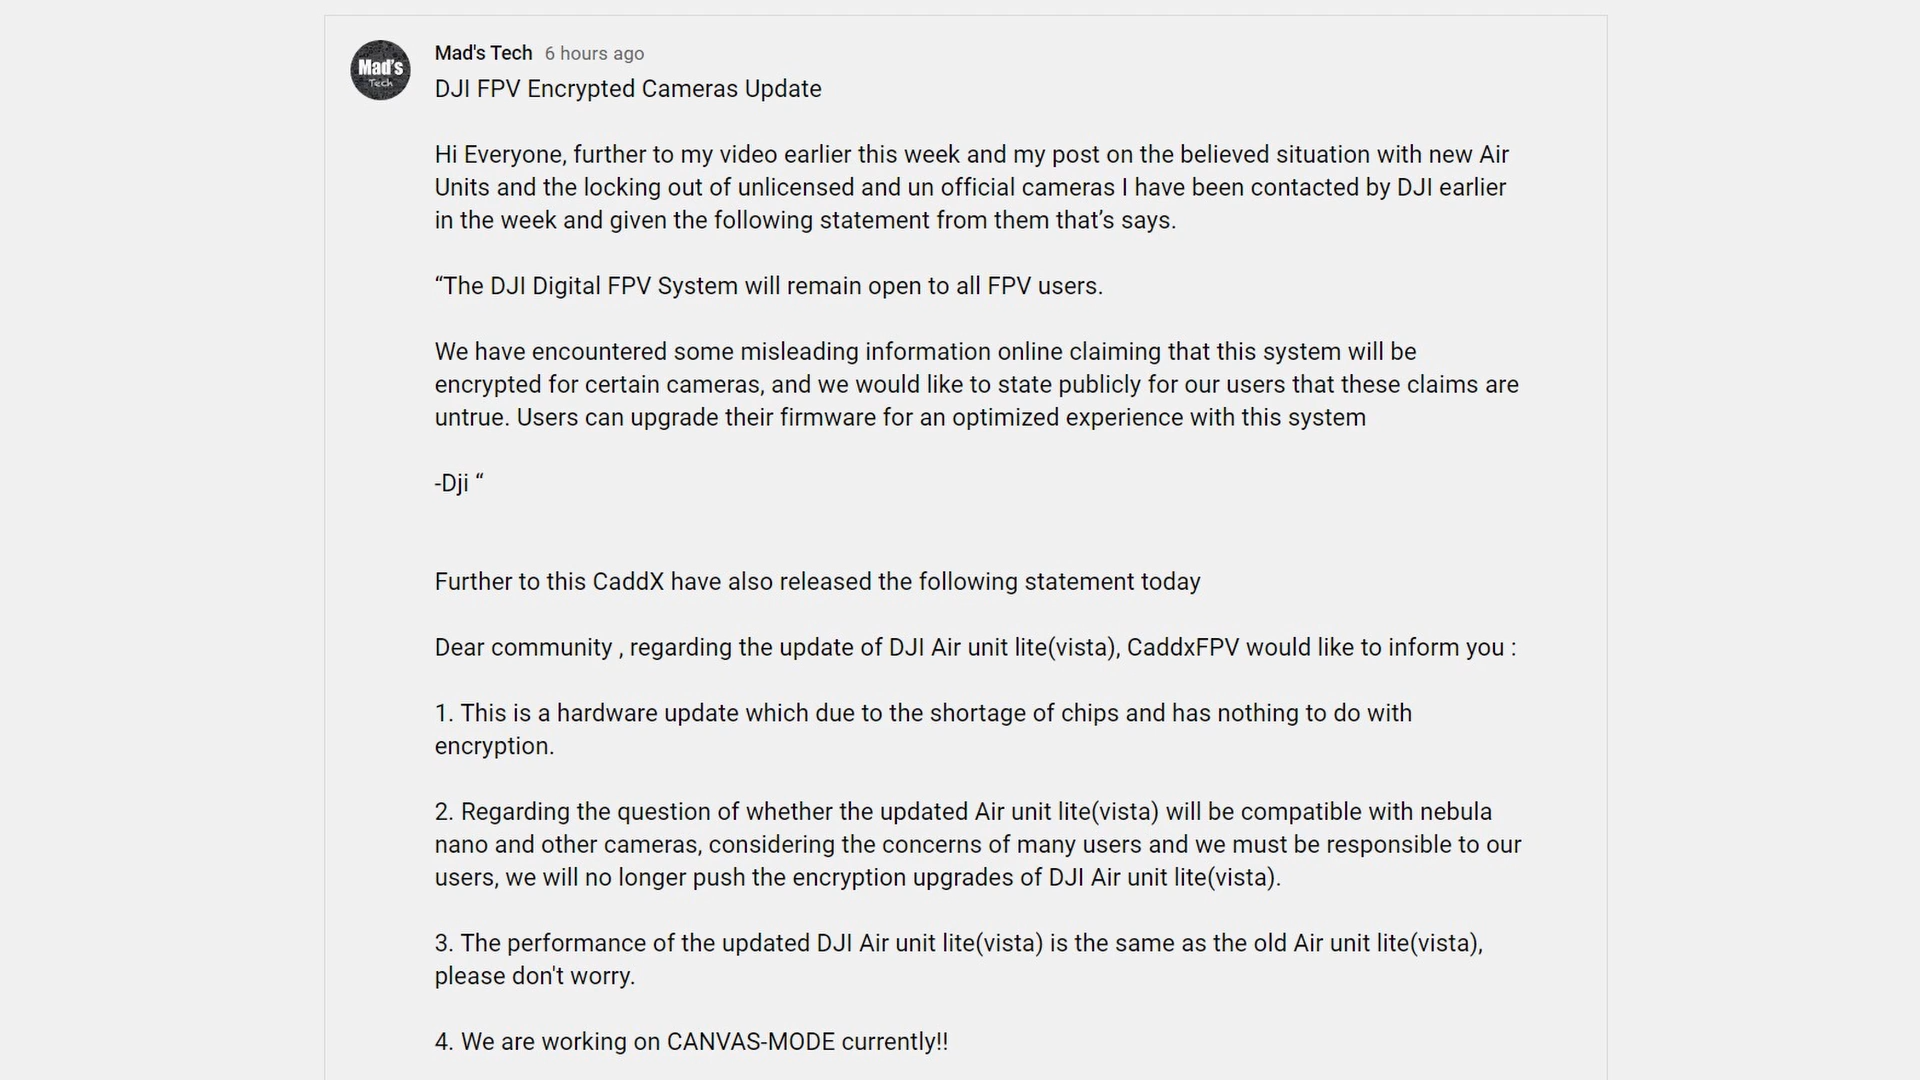 Mad's
Tech
Mad's Tech 6 hours ago
DJI FPV Encrypted Cameras Update
Hi Everyone, further to my video earlier this week and my post on the believed situation with new Air
Units and the locking out of unlicensed and un official cameras I have been contacted by DJI earlier
in the week and given the following statement from them that’s says.
“The DJI Digital FPV System will remain open to all FPV users.
We have encountered some misleading information online claiming that this system will be
encrypted for certain cameras, and we would like to state publicly for our users that these claims are
untrue. Users can upgrade their firmware for an optimized experience with this system
-Dji “
Further to this CaddX have also released the following statement today
Dear community , regarding the update of DJI Air unit lite(vista), CaddxFPV would like to inform you :
1. This is a hardware update which due to the shortage of chips and has nothing to do with
encryption.
2. Regarding the question of whether the updated Air unit lite(vista) will be compatible with nebula
nano and other cameras, considering the concerns of many users and we must be responsible to our
users, we will no longer push the encryption upgrades of DJI Air unit lite(vista).
3. The performance of the updated DJI Air unit lite(vista) is the same as the old Air unit lite(vista),
please don't worry.
4. We are working on CANVAS-MODE currently!!